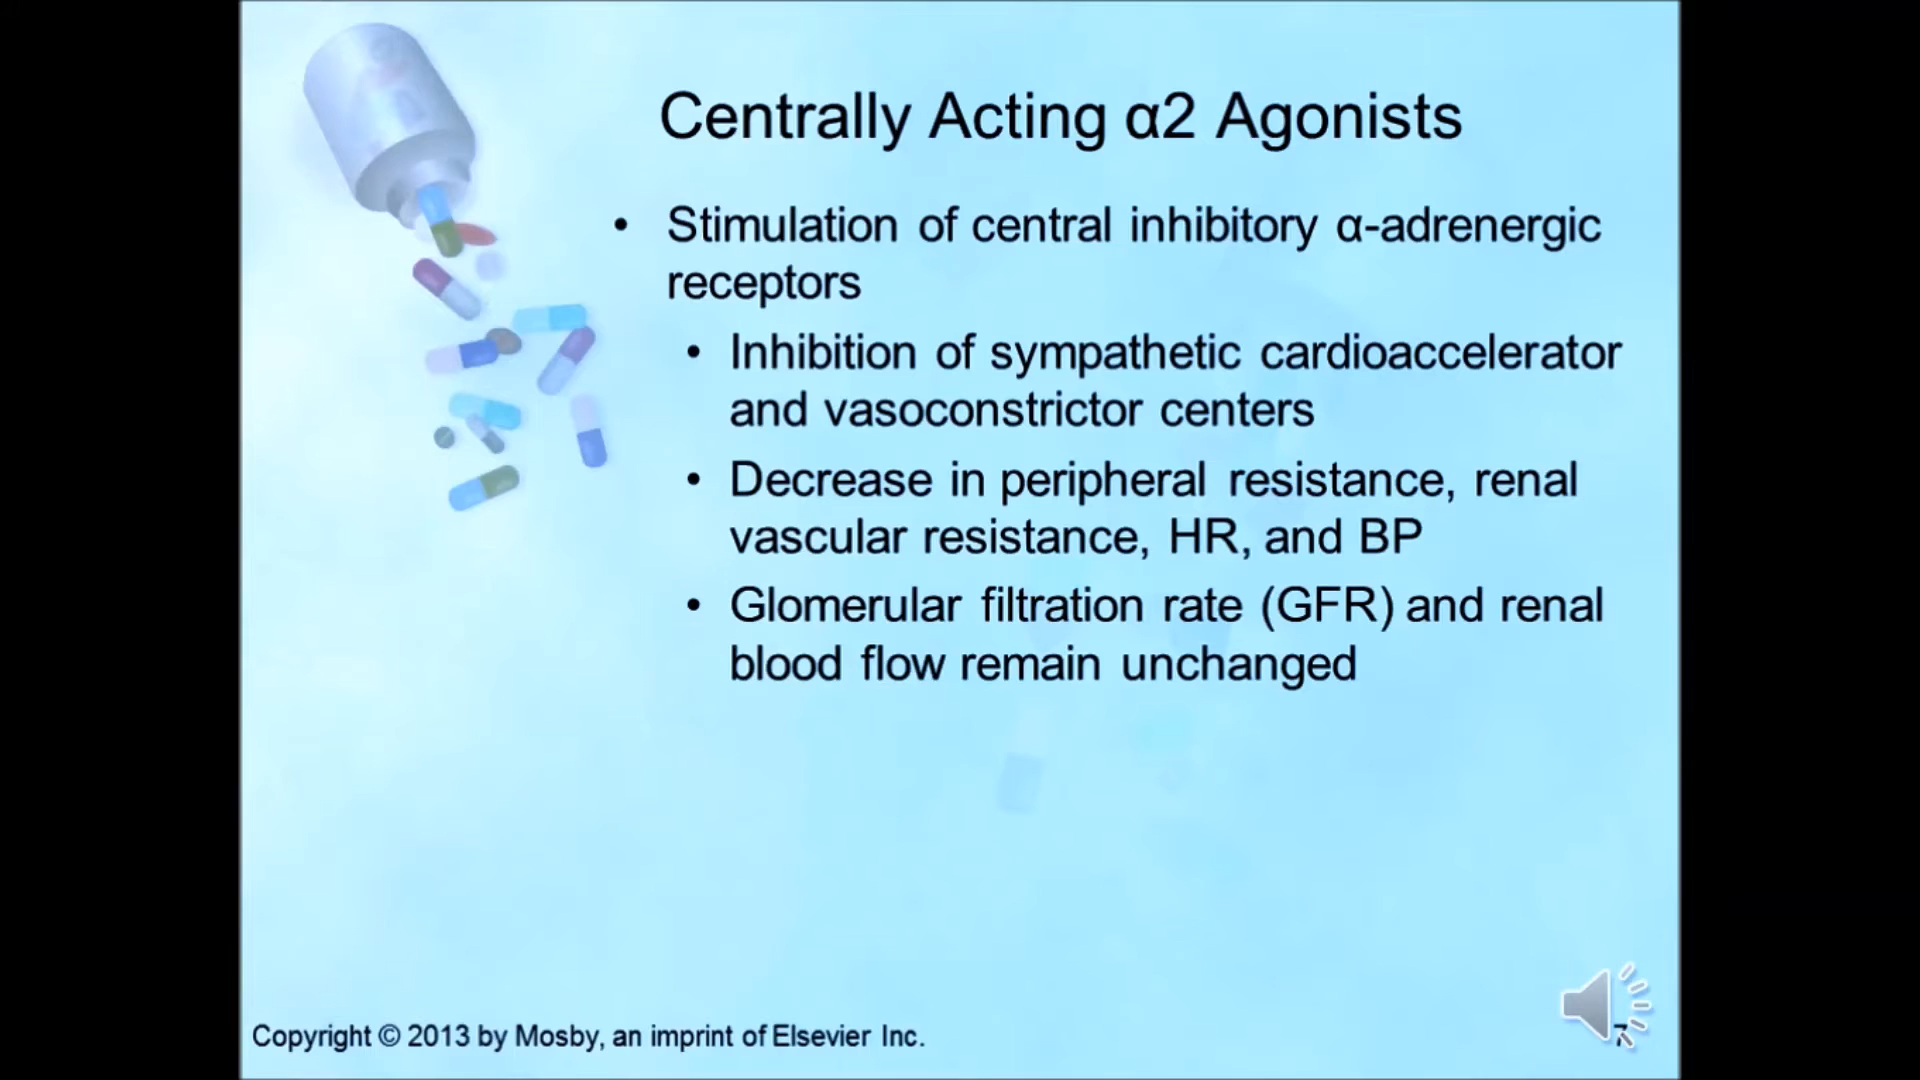 Centrally Acting α2 Agonists
• Stimulation of central inhibitory α-adrenergic
receptors
• Inhibition of sympathetic cardioaccelerator
and vasoconstrictor centers
• Decrease in peripheral resistance, renal
vascular resistance, HR, and BP
• Glomerular filtration rate (GFR) and renal
blood flow remain unchanged
Copyright © 2013 by Mosby, an imprint of Elsevier Inc.